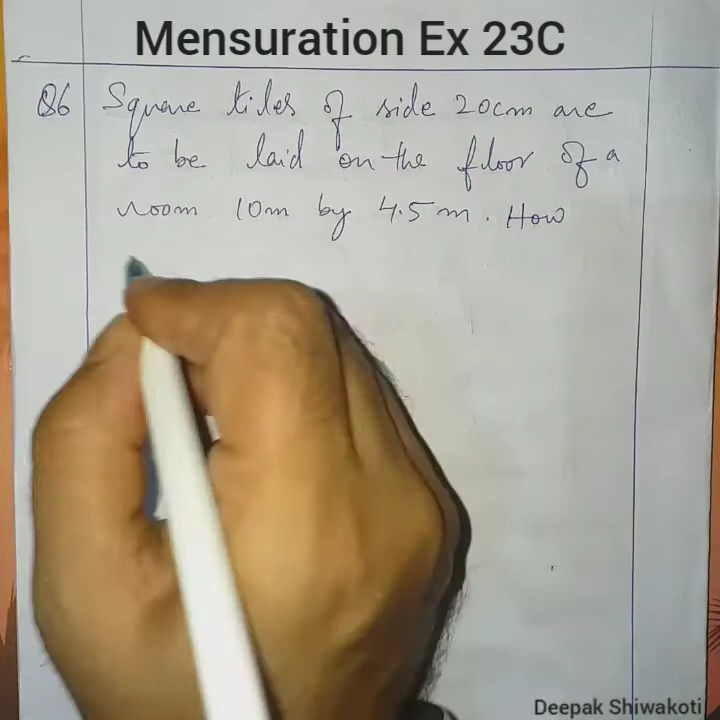 Mensuration Ex 23C
Q6 Square tiles of side 20cm are
to be laid on the floor of a
room 10m by 4.5m. How
Deepak Shiwakoti